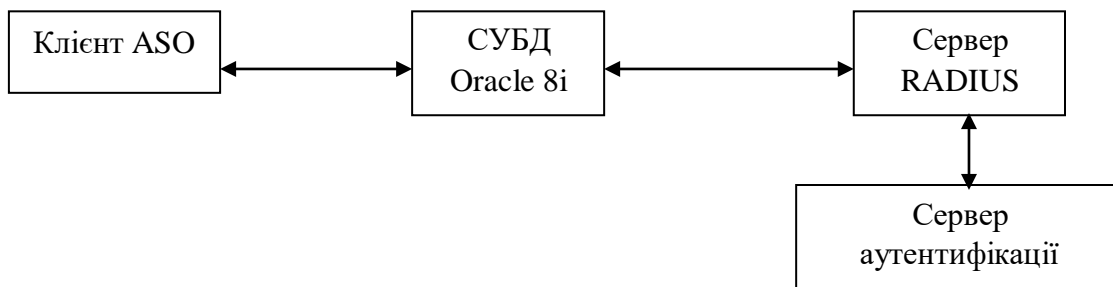 Клієнт ASO
СУБД
Oracle 8i
Сервер
RADIUS
Сервер
аутентифікації